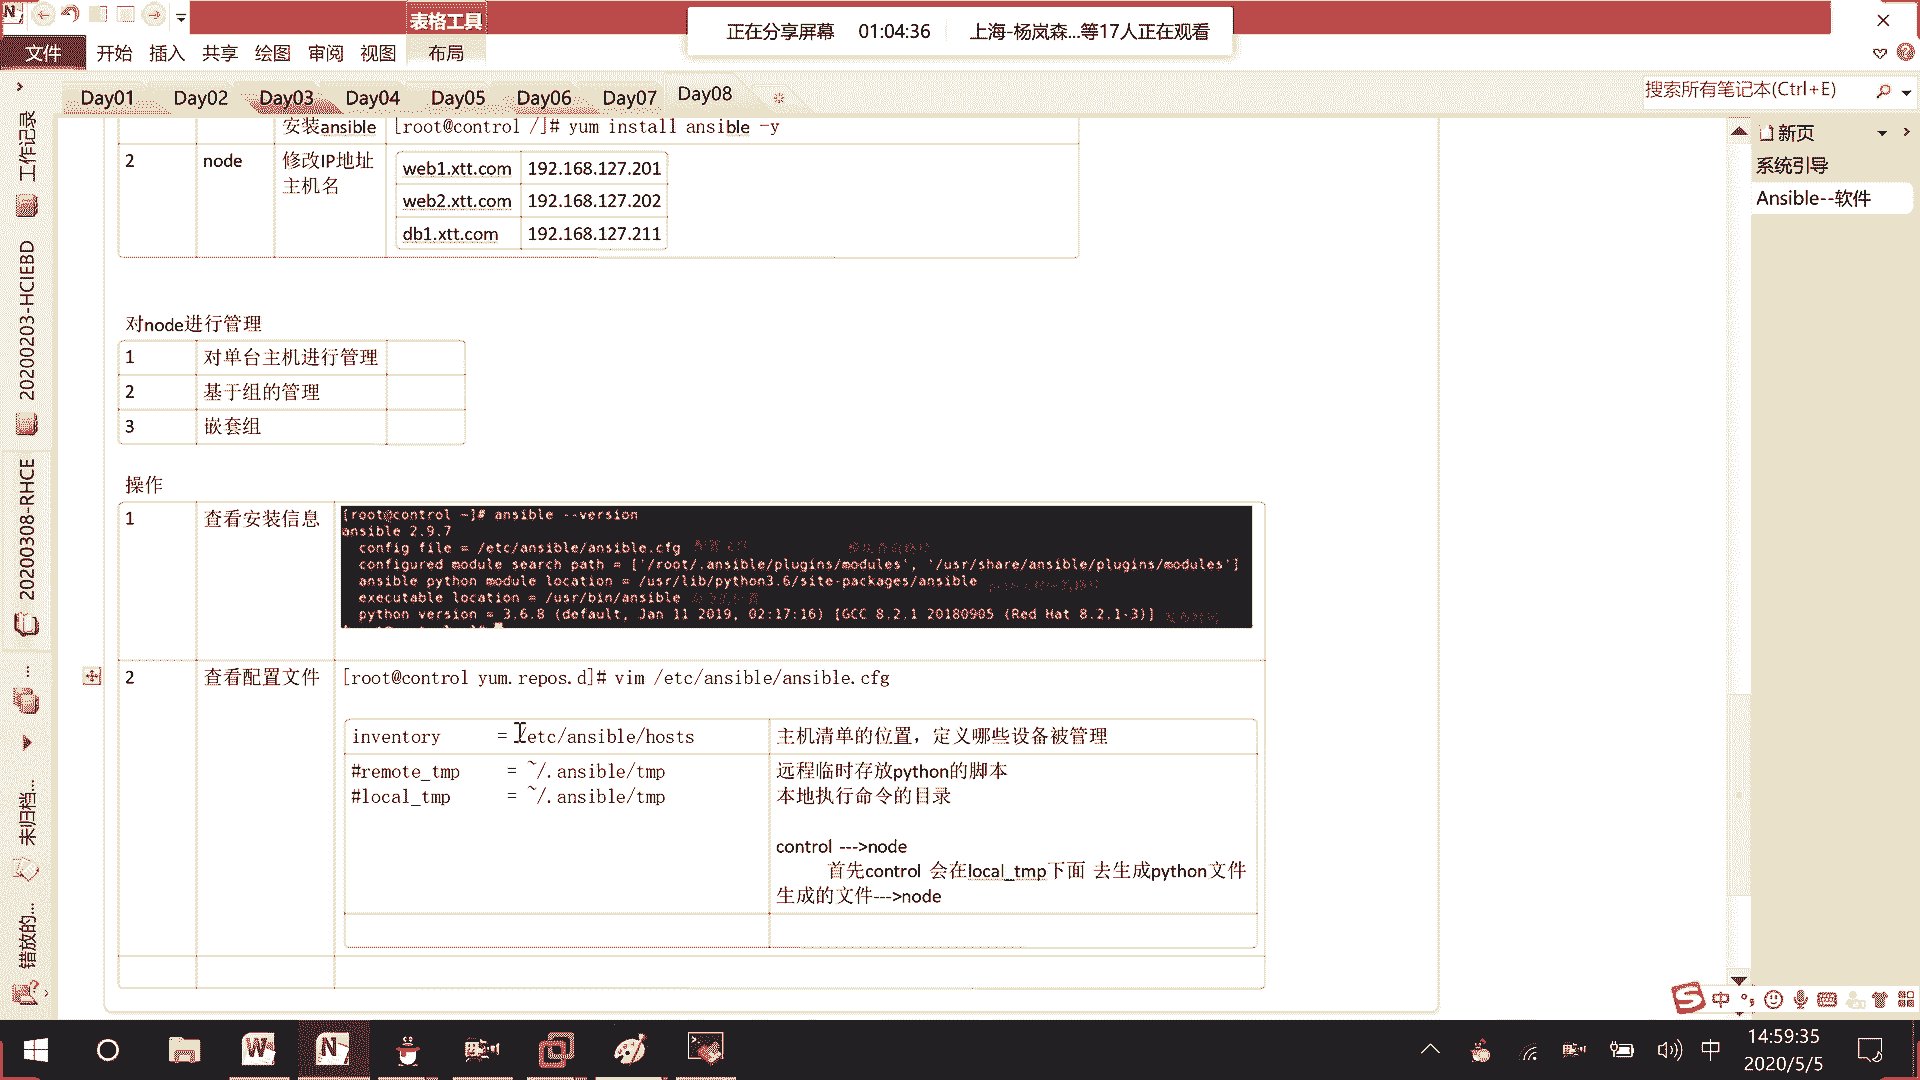 表格工具
正在分享屏幕 01:04:36 上海-杨岚森...等17人正在观看
文件 开始 插入 共享 绘图 审阅 视图 布局
Day01 Day02 Day03 Day04 Day05 Day06 Day07 Day08
搜索所有笔记本(Ctrl+E)
工作记录
20200203-HCIEBD
20200308-RHCE
未归档...
错放的...
新页
系统引导
Ansible--软件
安装ansible [root@control /]# yum install ansible -y
2 node 修改IP地址
主机名
web1.xtt.com 192.168.127.201
web2.xtt.com 192.168.127.202
db1.xtt.com 192.168.127.211
对node进行管理
1 对单台主机进行管理
2 基于组的管理
3 嵌套组
操作
1 查看安装信息
[root@control ~]# ansible --version
ansible 2.9.7
config file = /etc/ansible/ansible.cfg
configured module search path = ['/root/.ansible/plugins/modules', '/usr/share/ansible/plugins/modules']
ansible python module location = /usr/lib/python3.6/site-packages/ansible
executable location = /usr/bin/ansible
python version = 3.6.8 (default, Jan 11 2019, 02:17:16) [GCC 8.2.1 20180905 (Red Hat 8.2.1-3)]
2 查看配置文件 [root@control yum.repos.d]# vim /etc/ansible/ansible.cfg
inventory = /etc/ansible/hosts 主机清单的位置，定义哪些设备被管理
#remote_tmp = ~/.ansible/tmp 远程临时存放python的脚本
#local_tmp = ~/.ansible/tmp 本地执行命令的目录
control --->node
首先control 会在local_tmp下面 去生成python文件
生成的文件--->node
中
中 14:59:35
2020/5/5